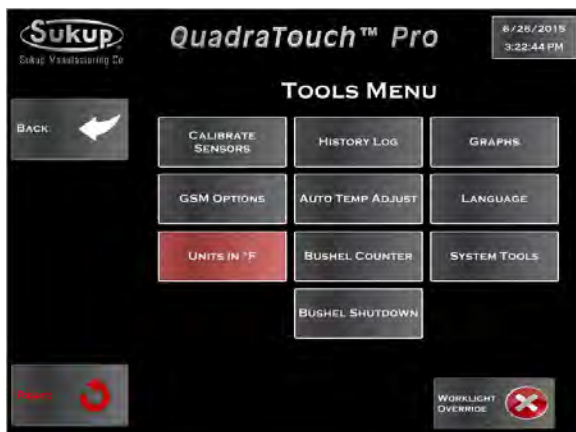 Sukup
Sukup Manufacturing Co
QuadraTouch™ Pro
6/26/2015
3:22:44 PM
TOOLS MENU
BACK
CALIBRATE
SENSORS
HISTORY LOG
GRAPHS
GSM OPTIONS
AUTO TEMP ADJUST
LANGUAGE
UNITS IN °F
BUSHEL COUNTER
SYSTEM TOOLS
BUSHEL SHUTDOWN
WORKLIGHT
OVERRIDE